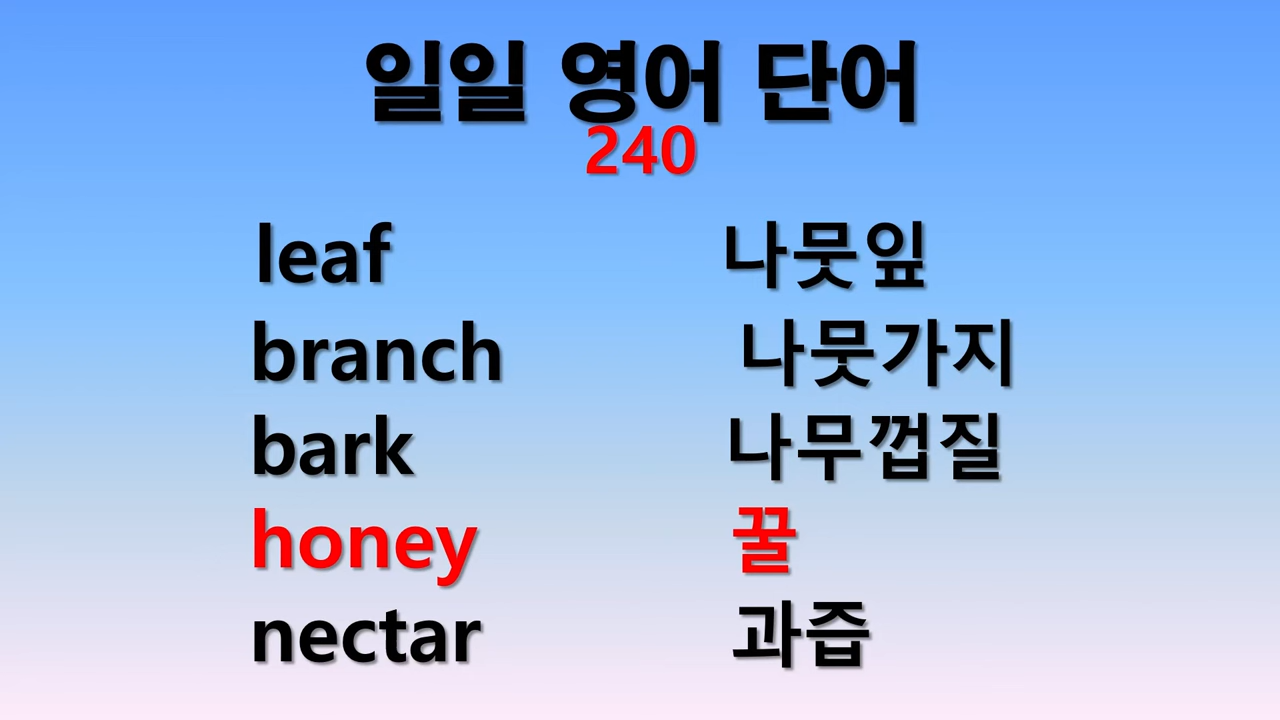 일일 영어 단어
240
leaf 나뭇잎
branch 나뭇가지
bark 나무껍질
honey 꿀
nectar 과즙